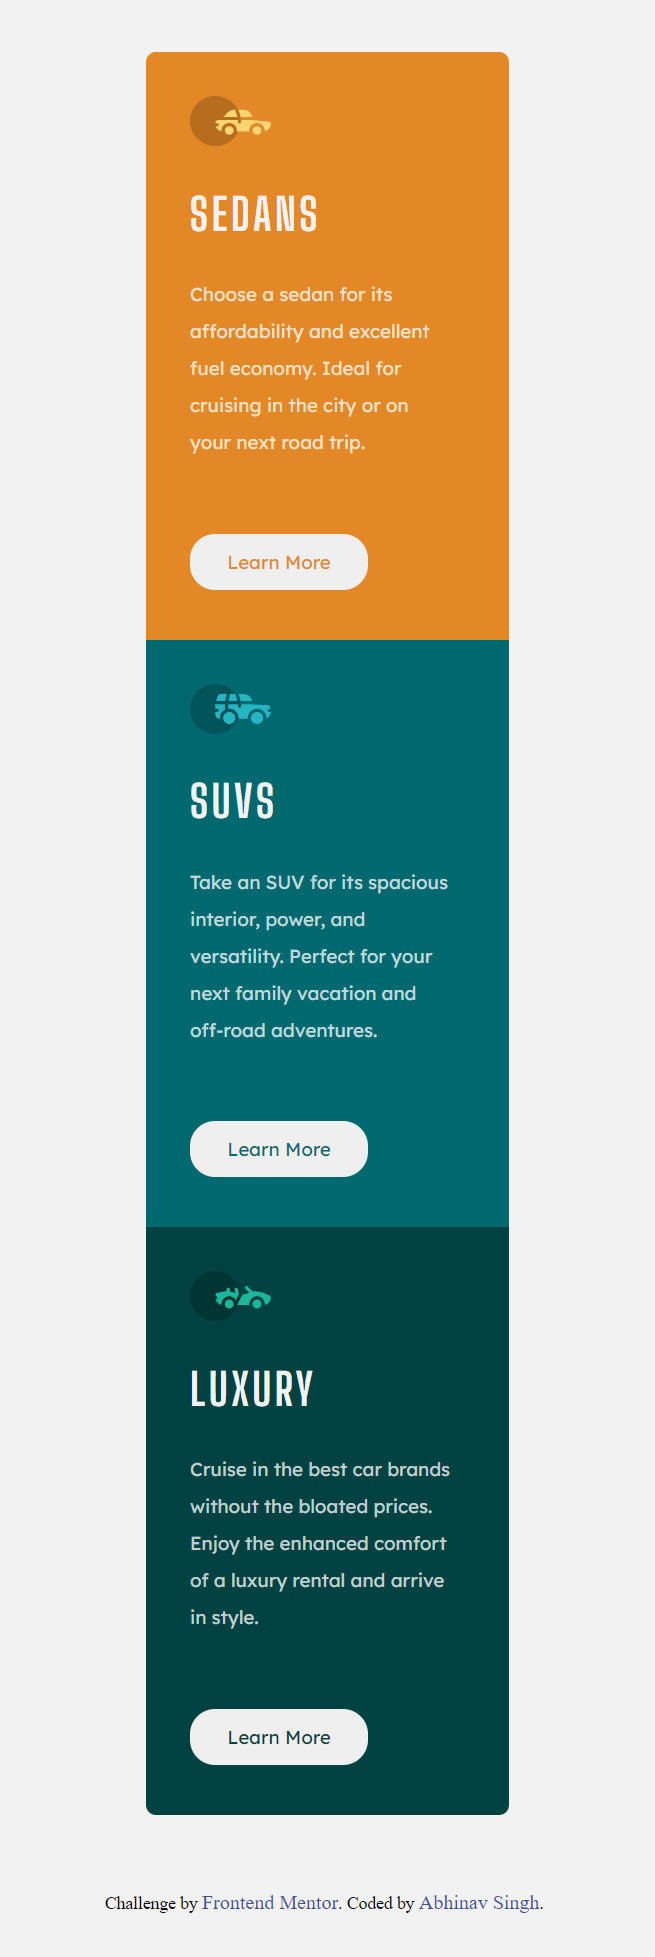 SEDANS
Choose a sedan for its
affordability and excellent
fuel economy. Ideal for
cruising in the city or on
your next road trip.
Learn More
SUVS
Take an SUV for its spacious
interior, power, and
versatility. Perfect for your
next family vacation and
off-road adventures.
Learn More
LUXURY
Cruise in the best car brands
without the bloated prices.
Enjoy the enhanced comfort
of a luxury rental and arrive
in style.
Learn More
Challenge by Frontend Mentor. Coded by Abhinav Singh.